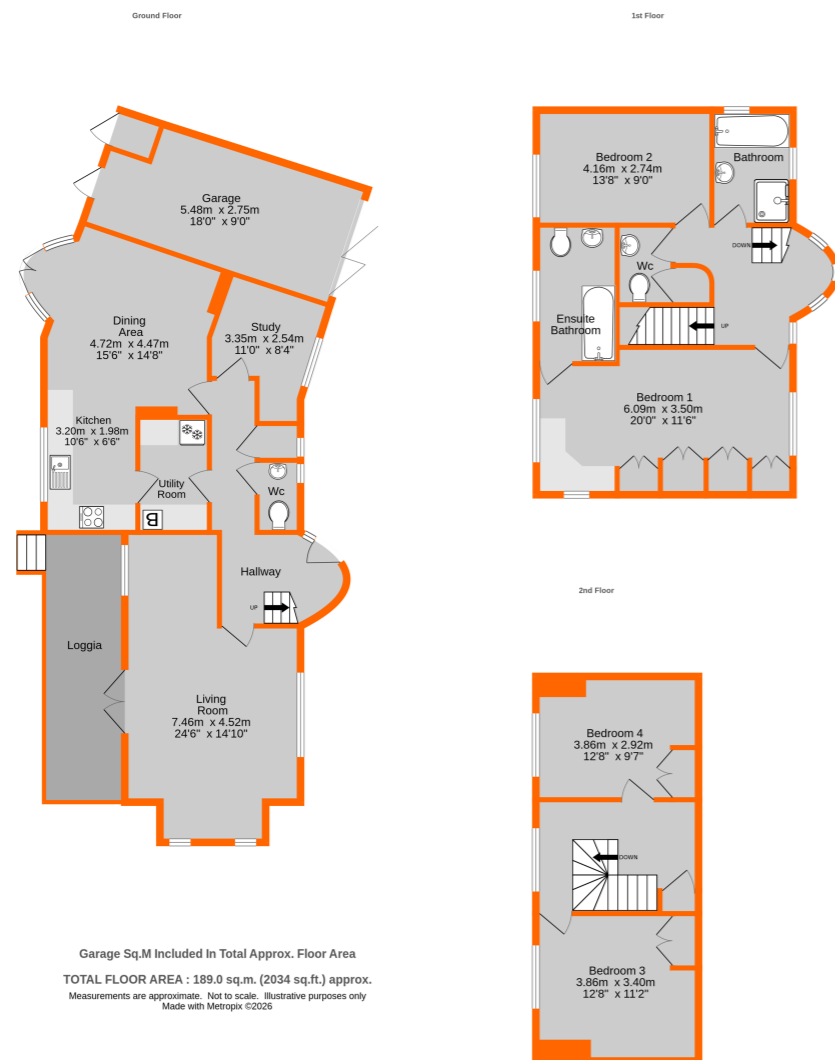 Ground Floor
Garage
5.48m x 2.75m
18'0" x 9'0"
Dining
Area
4.72m x 4.47m
15'6" x 14'8"
Study
3.35m x 2.54m
11'0" x 8'4"
Kitchen
3.20m x 1.98m
10'6" x 6'6"
Utility
Room
B
Wc
Hallway
UP
Loggia
Living
Room
7.46m x 4.52m
24'6" x 14'10"
1st Floor
Bedroom 2
4.16m x 2.74m
13'8" x 9'0"
Bathroom
DOWN
Wc
Ensuite
Bathroom
UP
Bedroom 1
6.09m x 3.50m
20'0" x 11'6"
2nd Floor
Bedroom 4
3.86m x 2.92m
12'8" x 9'7"
DOWN
Bedroom 3
3.86m x 3.40m
12'8" x 11'2"
Garage Sq.M Included In Total Approx. Floor Area
TOTAL FLOOR AREA : 189.0 sq.m. (2034 sq.ft.) approx.
Measurements are approximate. Not to scale. Illustrative purposes only
Made with Metropix ©2026